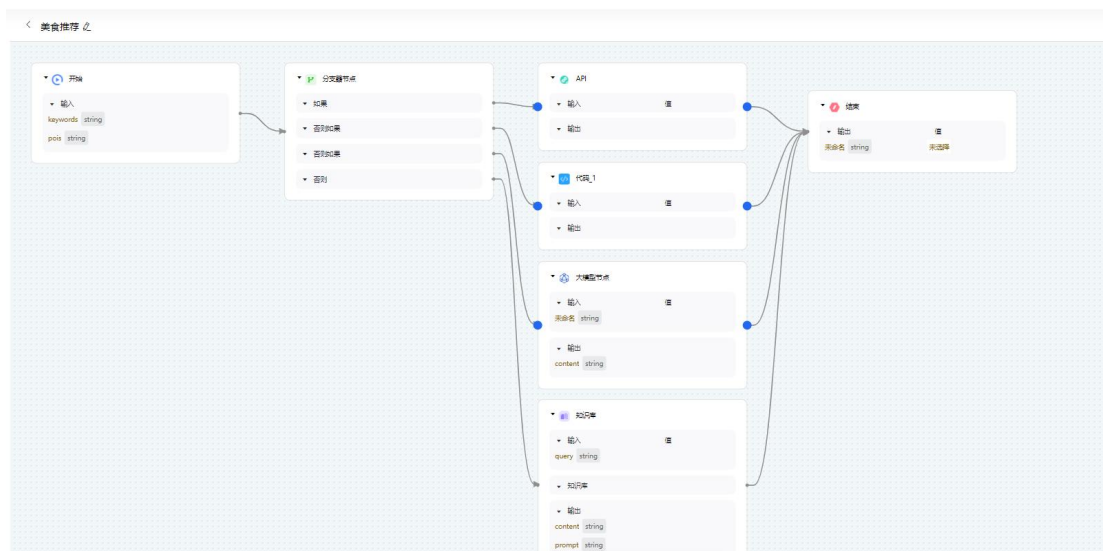 美食推荐
开始
输入
keywords string
pois string
分支器节点
如果
否则如果
否则如果
否则
API
输入 值
输出
代码_1
输入 值
输出
大模型节点
输入 值
未命名 string
输出
content string
知识库
输入 值
query string
知识库
输出
content string
prompt string
结束
输出 值
未命名 string 未选择